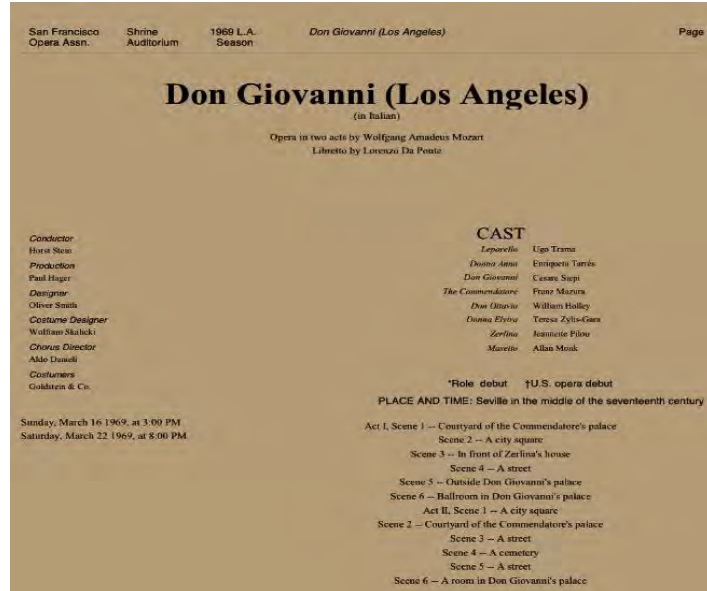 San Francisco Opera Assn.
Shrine Auditorium
1969 L.A. Season
Don Giovanni (Los Angeles)
Page
Don Giovanni (Los Angeles)
(in Italian)
Opera in two acts by Wolfgang Amadeus Mozart
Libretto by Lorenzo Da Ponte
Conductor
Horst Stein
Production
Paul Hager
Designer
Oliver Smith
Costume Designer
Wolfram Skalicki
Chorus Director
Aldo Danieli
Costumers
Goldstein & Co.
Sunday, March 16 1969, at 3:00 PM
Saturday, March 22 1969, at 8:00 PM
CAST
Leporello Ugo Trama
Donna Anna Enriqueta Tarrés
Don Giovanni Cesare Siepi
The Commendatore Franz Mazura
Don Ottavio William Holley
Donna Elvira Teresa Zylis-Gara
Zerlina Jeannette Pilou
Masetto Allan Monk
*Role debut †U.S. opera debut
PLACE AND TIME: Seville in the middle of the seventeenth century
Act I, Scene 1 -- Courtyard of the Commendatore's palace
Scene 2 -- A city square
Scene 3 -- In front of Zerlina's house
Scene 4 -- A street
Scene 5 -- Outside Don Giovanni's palace
Scene 6 -- Ballroom in Don Giovanni's palace
Act II, Scene 1 -- A city square
Scene 2 -- Courtyard of the Commendatore's palace
Scene 3 -- A street
Scene 4 -- A cemetery
Scene 5 -- A street
Scene 6 -- A room in Don Giovanni's palace